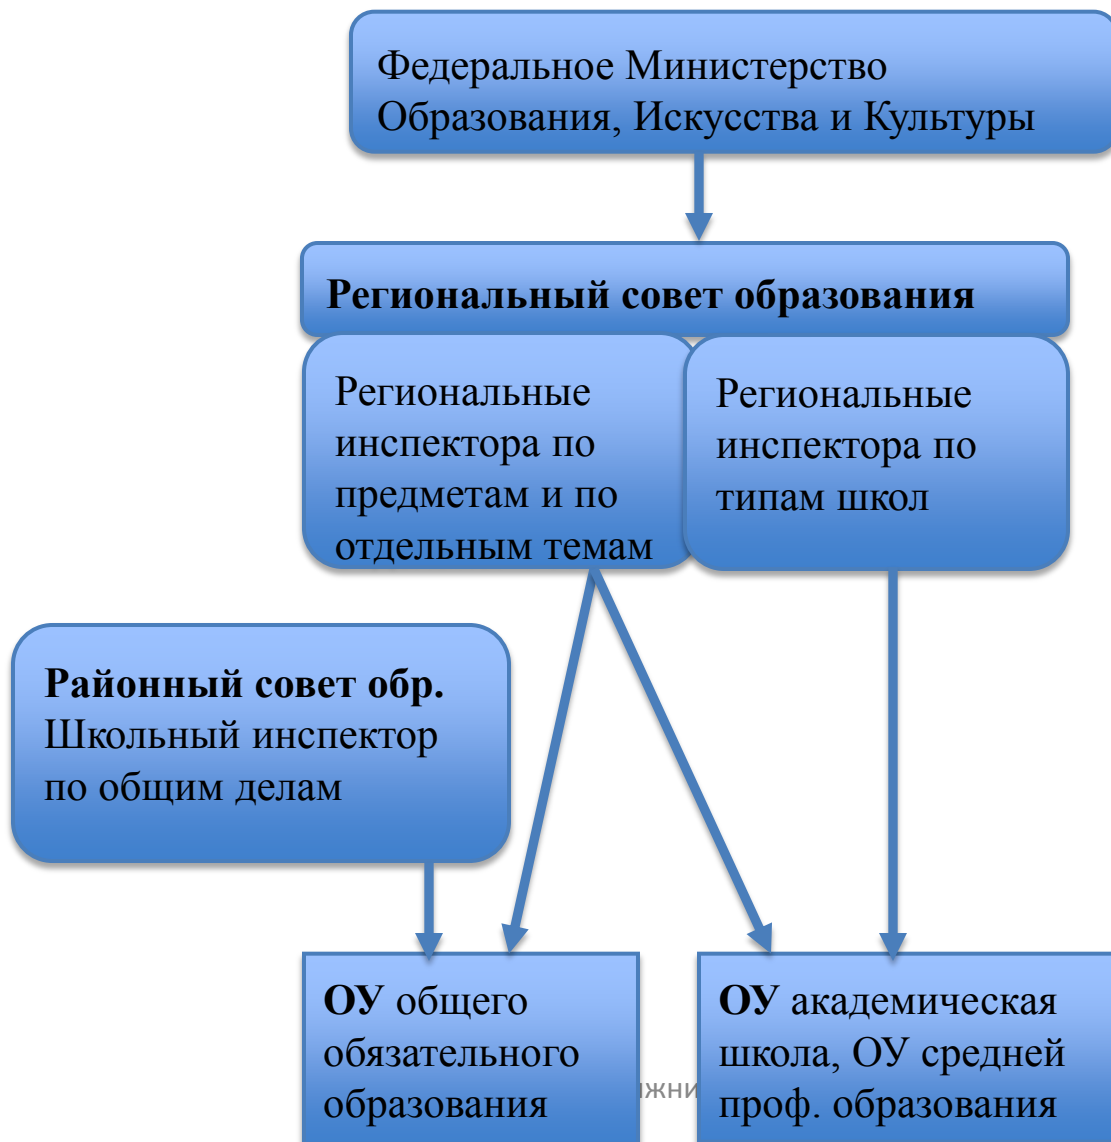 Федеральное Министерство
Образования, Искусства и Культуры
Региональный совет образования
Региональные
инспектора по
предметам и по
отдельным темам
Региональные
инспектора по
типам школ
Районный совет обр.
Школьный инспектор
по общим делам
ОУ общего
обязательного
образования
ОУ академическая
школа, ОУ средней
проф. образования